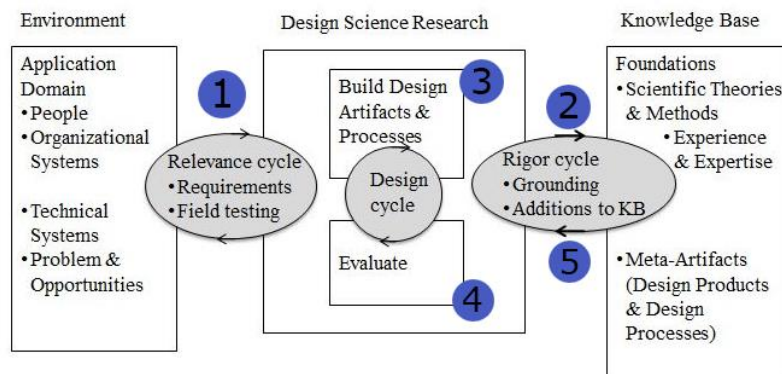 Environment
Design Science Research
Knowledge Base
Application
Domain
•People
•Organizational
Systems
•Technical
Systems
•Problem &
Opportunities
1
Relevance cycle
•Requirements
•Field testing
3
Build Design
Artifacts &
Processes
Design
cycle
Evaluate
4
2
Rigor cycle
•Grounding
•Additions to KB
5
Foundations
•Scientific Theories
& Methods
•Experience
& Expertise
•Meta-Artifacts
(Design Products
& Design
Processes)